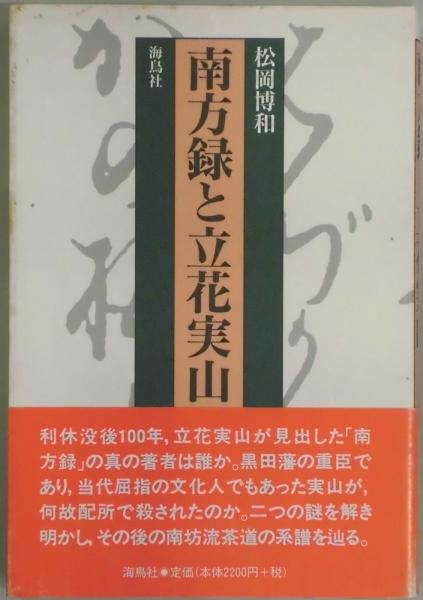 松岡博和
南方録と立花実山
海鳥社
利休没後100年,立花実山が見出した「南
方録」の真の著者は誰か。黒田藩の重臣で
あり,当代屈指の文化人でもあった実山が,
何故配所で殺されたのか。二つの謎を解き
明かし,その後の南坊流茶道の系譜を辿る。
海鳥社●定価(本体2200円+税)